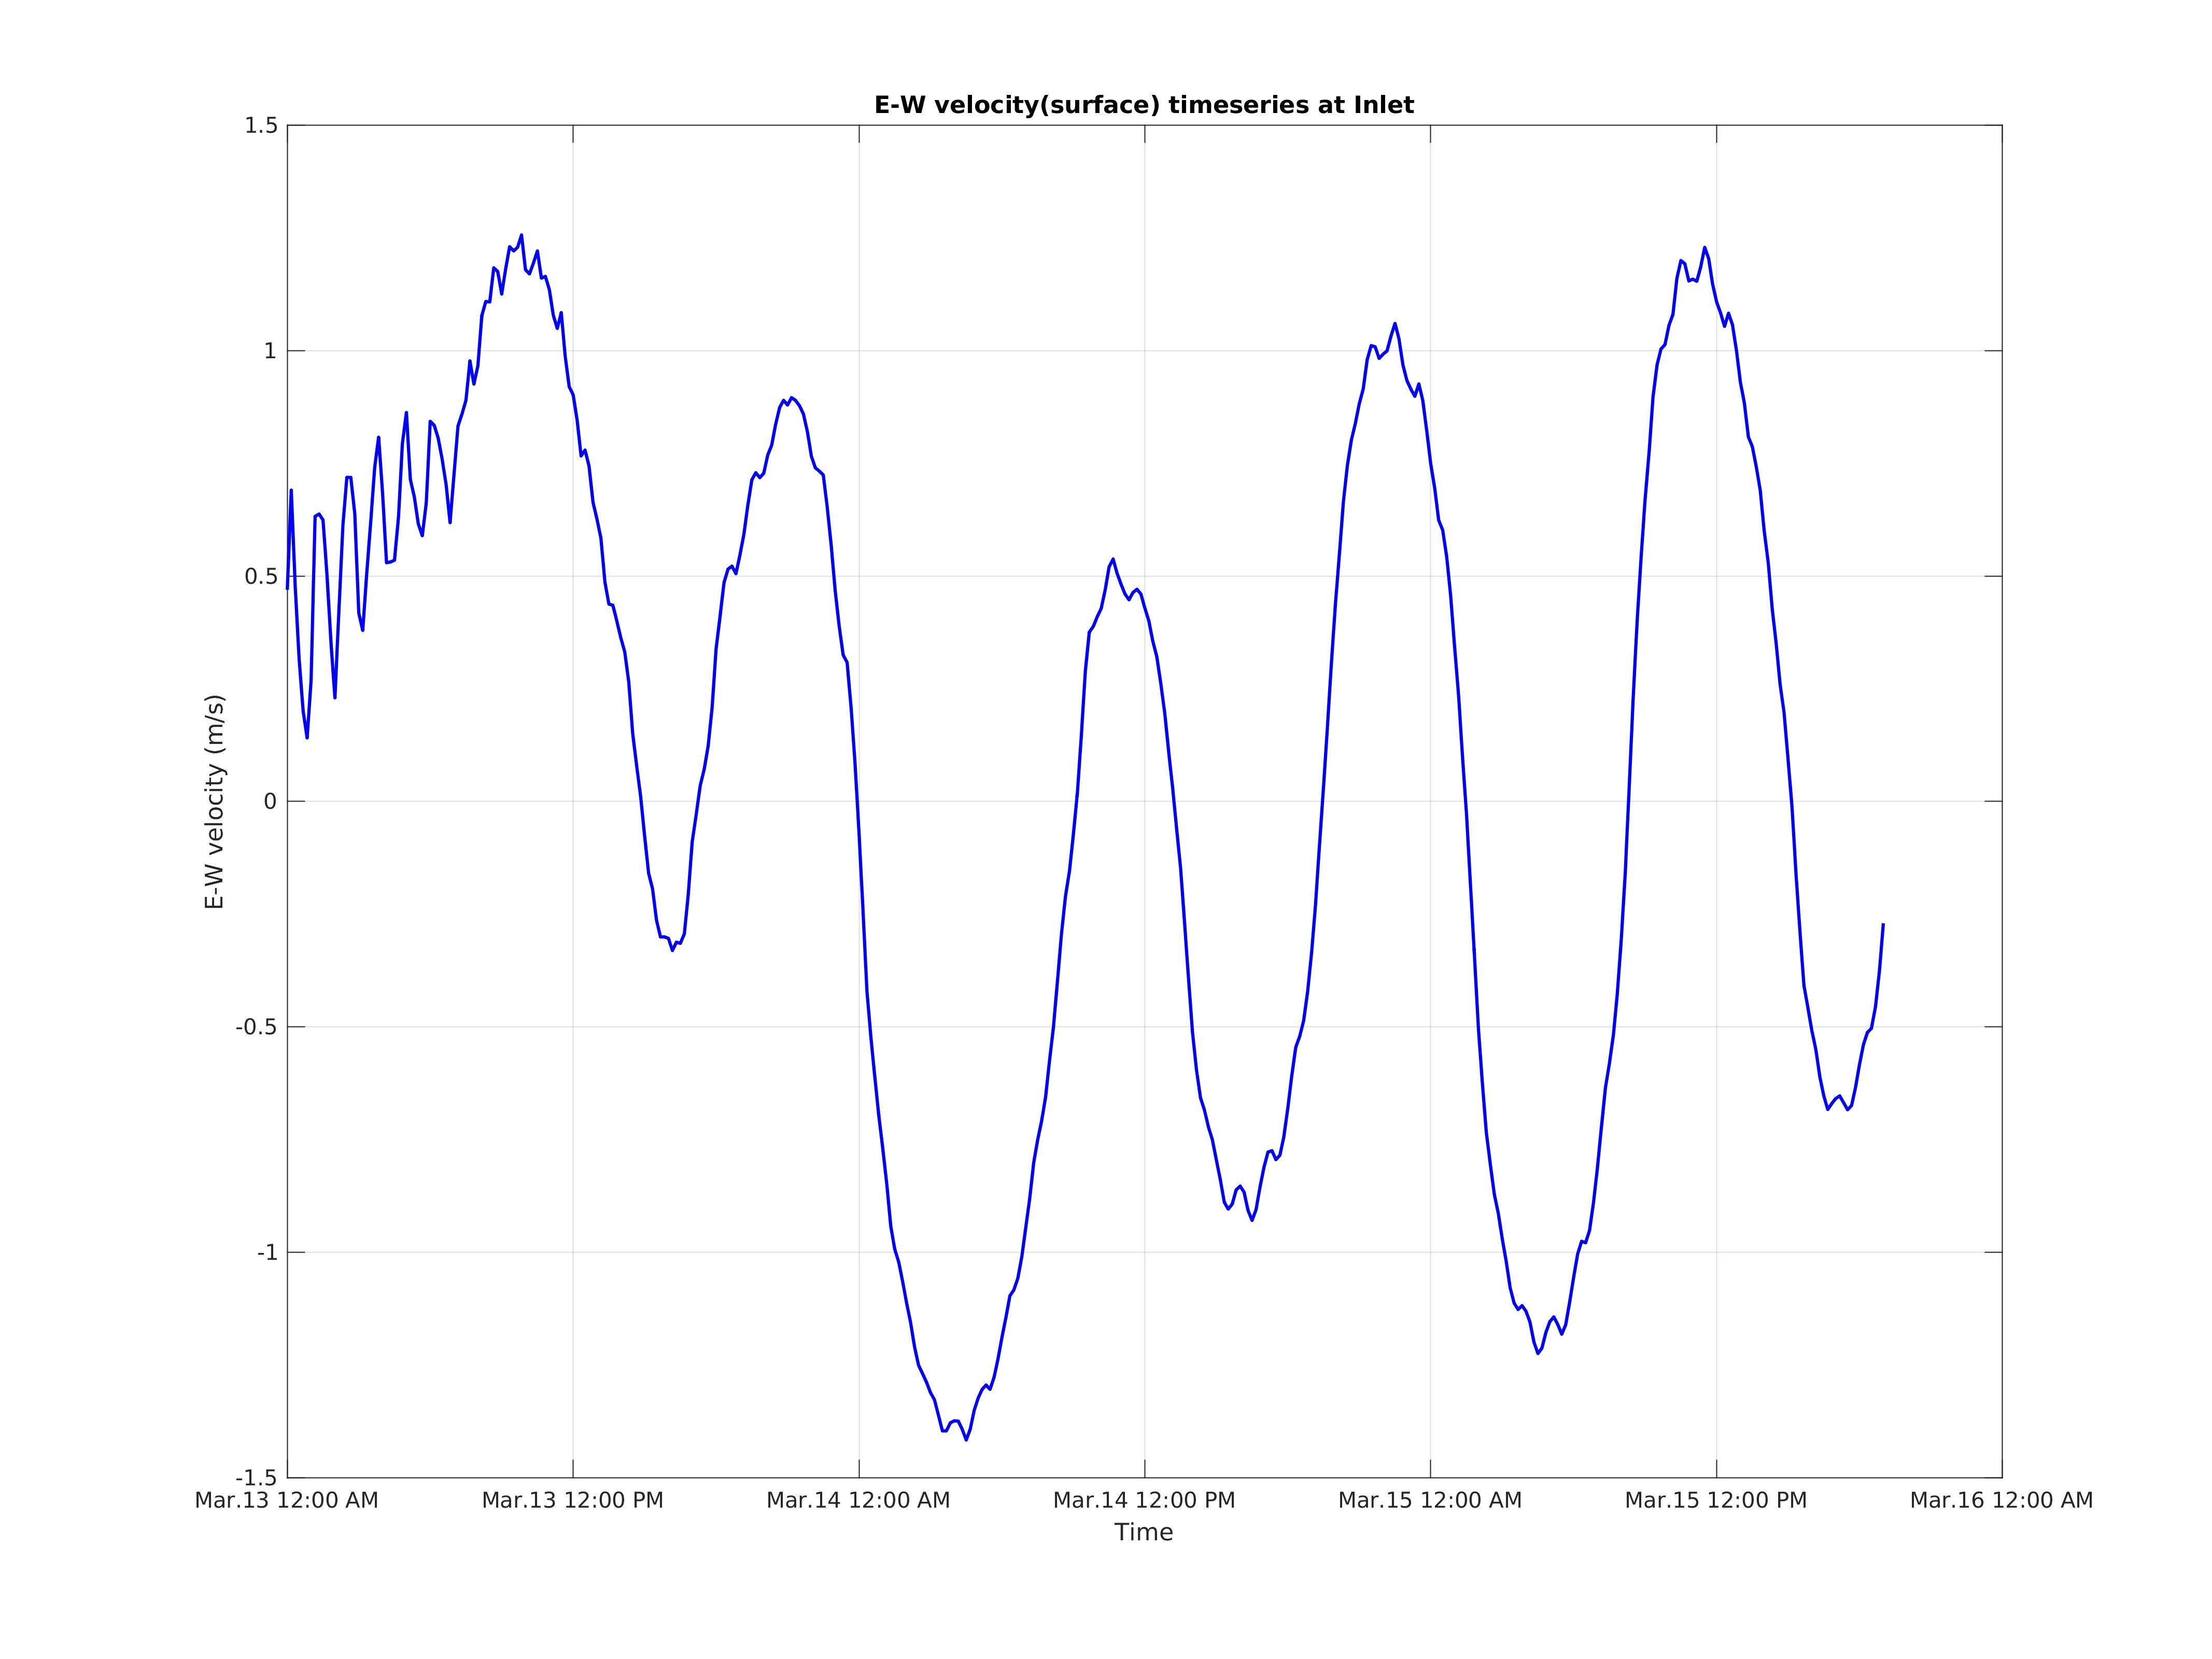 E-W velocity(surface) timeseries at Inlet
1.5
1
0.5
0
-0.5
-1
-1.5
E-W velocity (m/s)
Mar.13 12:00 AM
Mar.13 12:00 PM
Mar.14 12:00 AM
Mar.14 12:00 PM
Mar.15 12:00 AM
Mar.15 12:00 PM
Mar.16 12:00 AM
Time